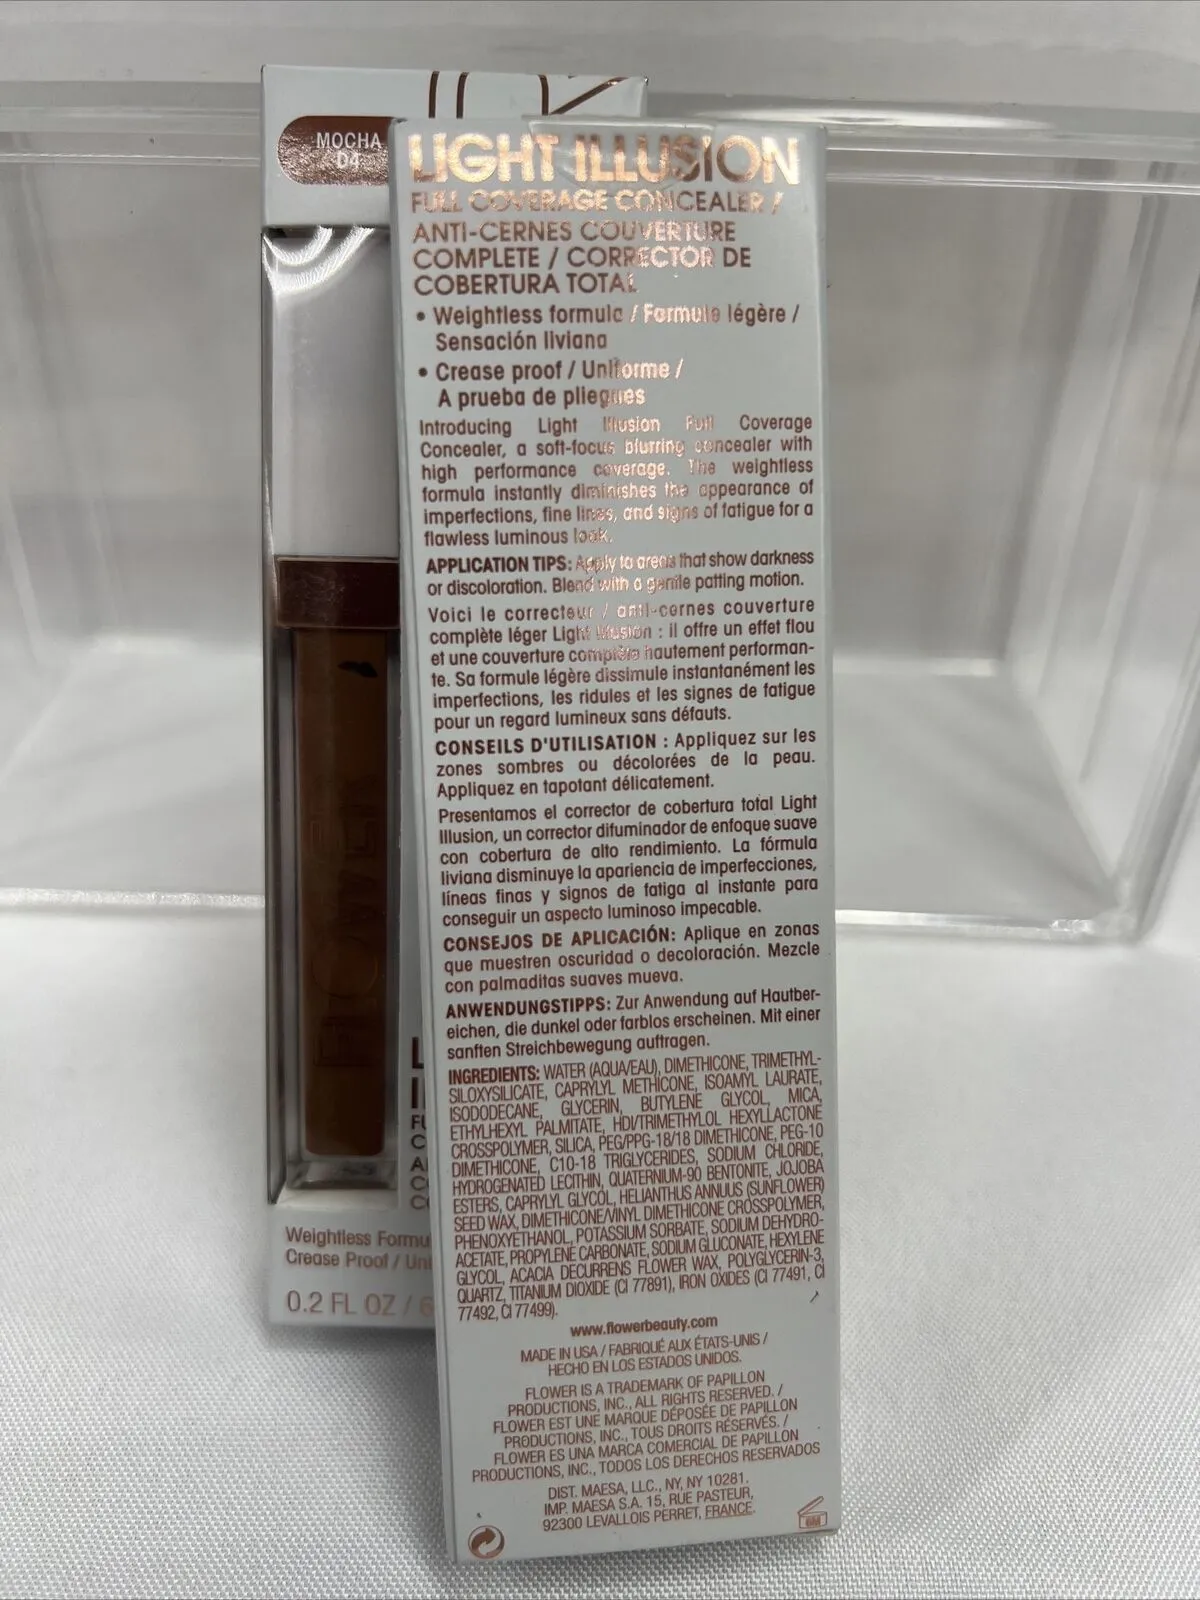 MOCHA
D4
LIGHT ILLUSION
FULL COVERAGE CONCEALER /
ANTI-CERNES COUVERTURE
COMPLETE / CORRECTOR DE
COBERTURA TOTAL
• Weightless formula / Formule légère /
Sensación liviana
• Crease proof / Uniforme /
A prueba de pliegues
Introducing Light Illusion Full Coverage
Concealer, a soft-focus blurring concealer with
high performance coverage. The weightless
formula instantly diminishes the appearance of
imperfections, fine lines, and signs of fatigue for a
flawless luminous look.
APPLICATION TIPS: Apply to areas that show darkness
or discoloration. Blend with a gentle patting motion.
Voici le correcteur / anti-cernes couverture
complète léger Light Illusion : il offre un effet flou
et une couverture complète hautement performan-
te. Sa formule légère dissimule instantanément les
imperfections, les ridules et les signes de fatigue
pour un regard lumineux sans défauts.
CONSEILS D'UTILISATION : Appliquez sur les
zones sombres ou décolorées de la peau.
Appliquez en tapotant délicatement.
Presentamos el corrector de cobertura total Light
Illusion, un corrector difuminador de enfoque suave
con cobertura de alto rendimiento. La fórmula
liviana disminuye la apariencia de imperfecciones,
líneas finas y signos de fatiga al instante para
conseguir un aspecto luminoso impecable.
CONSEJOS DE APLICACIÓN: Aplique en zonas
que muestren oscuridad o decoloración. Mezcle
con palmaditas suaves mueva.
ANWENDUNGSTIPPS: Zur Anwendung auf Hautber-
eichen, die dunkel oder farblos erscheinen. Mit einer
sanften Streichbewegung auftragen.
INGREDIENTS: WATER (AQUA/EAU), DIMETHICONE, TRIMETHYL-
SILOXYSILICATE, CAPRYLYL METHICONE, ISOAMYL LAURATE,
ISODODECANE, GLYCERIN, BUTYLENE GLYCOL, MICA,
ETHYLHEXYL PALMITATE, HDI/TRIMETHYLOL HEXYLLACTONE
CROSSPOLYMER, SILICA, PEG/PPG-18/18 DIMETHICONE, PEG-10
DIMETHICONE, C10-18 TRIGLYCERIDES, SODIUM CHLORIDE,
HYDROGENATED LECITHIN, QUATERNIUM-90 BENTONITE, JOJOBA
ESTERS, CAPRYLYL GLYCOL, HELIANTHUS ANNUUS (SUNFLOWER)
SEED WAX, DIMETHICONE/VINYL DIMETHICONE CROSSPOLYMER,
PHENOXYETHANOL, POTASSIUM SORBATE, SODIUM DEHYDRO-
ACETATE, PROPYLENE CARBONATE, SODIUM GLUCONATE, HEXYLENE
GLYCOL, ACACIA DECURRENS FLOWER WAX, POLYGLYCERIN-3,
QUARTZ, TITANIUM DIOXIDE (CI 77891), IRON OXIDES (CI 77491, CI
77492, CI 77499).
www.flowerbeauty.com
MADE IN USA / FABRIQUÉ AUX ÉTATS-UNIS /
HECHO EN LOS ESTADOS UNIDOS.
FLOWER IS A TRADEMARK OF PAPILLON
PRODUCTIONS, INC., ALL RIGHTS RESERVED. /
FLOWER EST UNE MARQUE DÉPOSÉE DE PAPILLON
PRODUCTIONS, INC., TOUS DROITS RÉSERVÉS. /
FLOWER ES UNA MARCA COMERCIAL DE PAPILLON
PRODUCTIONS, INC., TODOS LOS DERECHOS RESERVADOS
DIST. MAESA, LLC., NY, NY 10281.
IMP. MAESA S.A. 15, RUE PASTEUR,
92300 LEVALLOIS PERRET, FRANCE.
6M
FLOWER
Weightless Formu
Crease Proof / Uni
0.2 FL OZ / 6